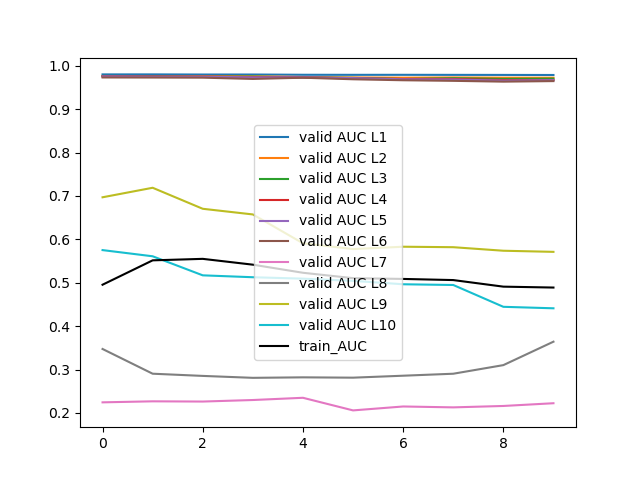 1.0
0.9
0.8
0.7
0.6
0.5
0.4
0.3
0.2
valid AUC L1
valid AUC L2
valid AUC L3
valid AUC L4
valid AUC L5
valid AUC L6
valid AUC L7
valid AUC L8
valid AUC L9
valid AUC L10
train_AUC
0 2 4 6 8